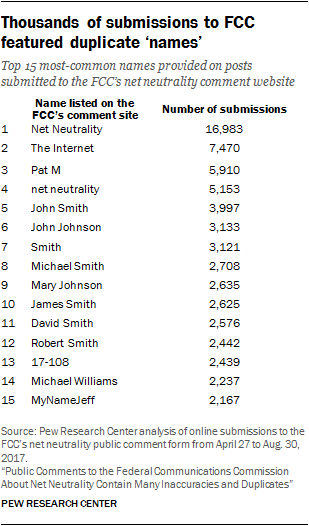 Thousands of submissions to FCC
featured duplicate ‘names’
Top 15 most-common names provided on posts
submitted to the FCC’s net neutrality comment website
Name listed on the
FCC’s comment site
Number of submissions
1 Net Neutrality 16,983
2 The Internet 7,470
3 Pat M 5,910
4 net neutrality 5,153
5 John Smith 3,997
6 John Johnson 3,133
7 Smith 3,121
8 Michael Smith 2,708
9 Mary Johnson 2,635
10 James Smith 2,625
11 David Smith 2,576
12 Robert Smith 2,442
13 17-108 2,439
14 Michael Williams 2,237
15 MyNameJeff 2,167
Source: Pew Research Center analysis of online submissions to the
FCC’s net neutrality public comment form from April 27 to Aug. 30,
2017.
“Public Comments to the Federal Communications Commission
About Net Neutrality Contain Many Inaccuracies and Duplicates”
PEW RESEARCH CENTER